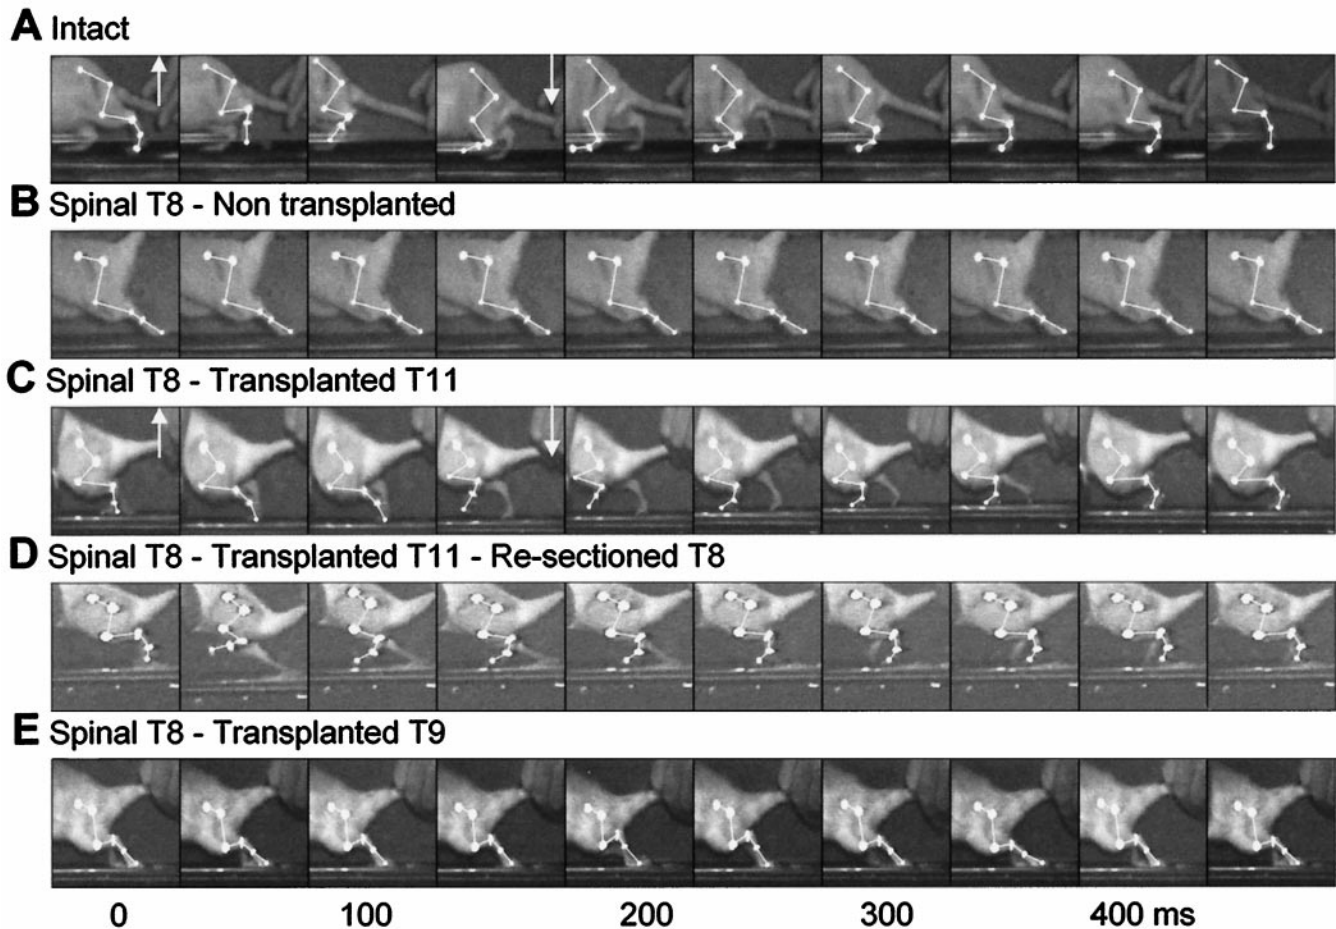 A Intact
B Spinal T8 - Non transplanted
C Spinal T8 - Transplanted T11
D Spinal T8 - Transplanted T11 - Re-sectioned T8
E Spinal T8 - Transplanted T9
0 100 200 300 400 ms